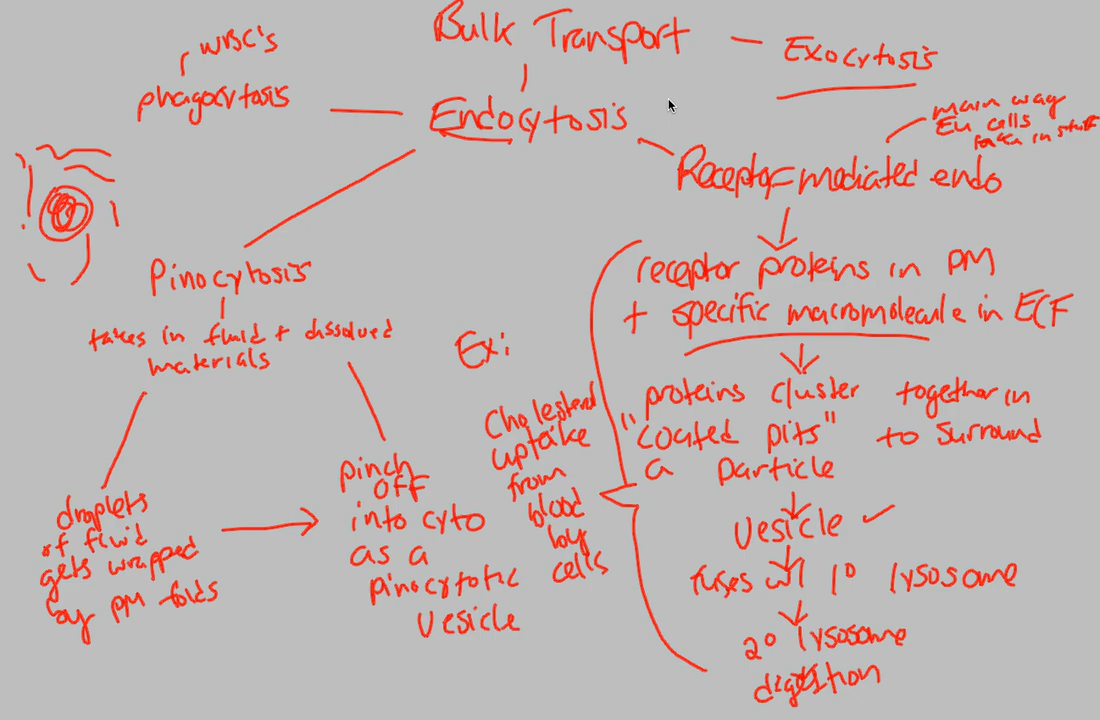 Bulk Transport
Exocytosis
WBC's
phagocytosis
Endocytosis
main way
Eu cells
take in stuff
Receptor-mediated endo
receptor proteins in PM
+ specific macromolecule in ECF
proteins cluster together in
"coated pits" to surround
a particle
vesicle ✓
fuses w/ 1° lysosome
2° lysosome
digestion
Ex:
Cholesterol
uptake
from
blood
by
cells
Pinocytosis
takes in fluid + dissolved
materials
droplets
of fluid
gets wrapped
by PM folds
pinch
off
into cyto
as a
pinocytotic
vesicle